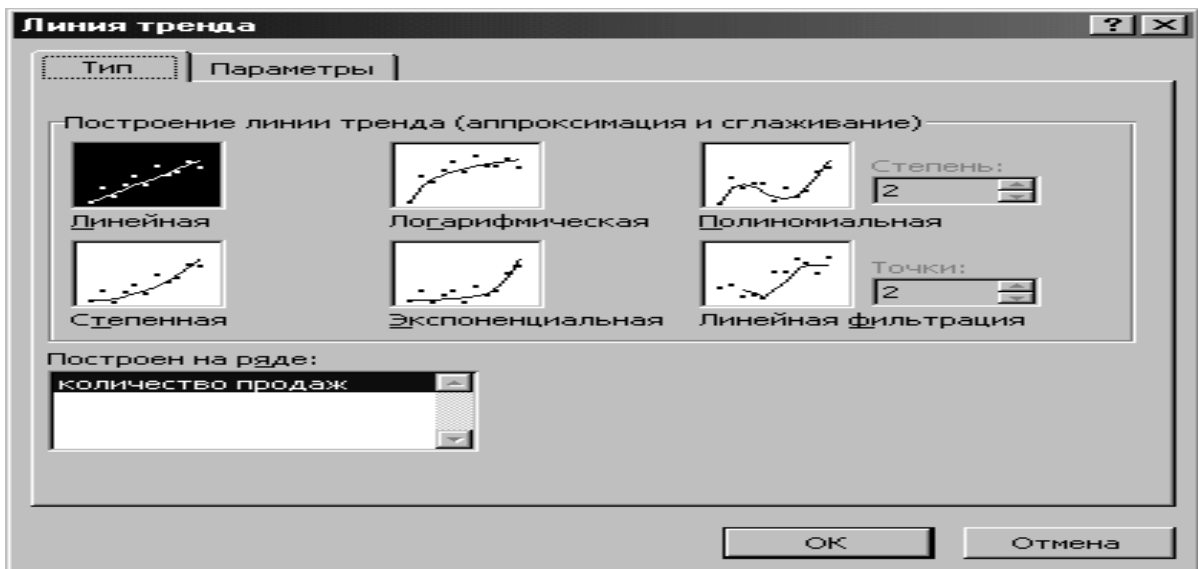 Линия тренда
Тип Параметры
Построение линии тренда (аппроксимация и сглаживание)
Степень:
2
Линейная Логарифмическая Полиномиальная
Точки:
2
Степенная Экспоненциальная Линейная фильтрация
Построен на ряде:
количество продаж
ОК Отмена